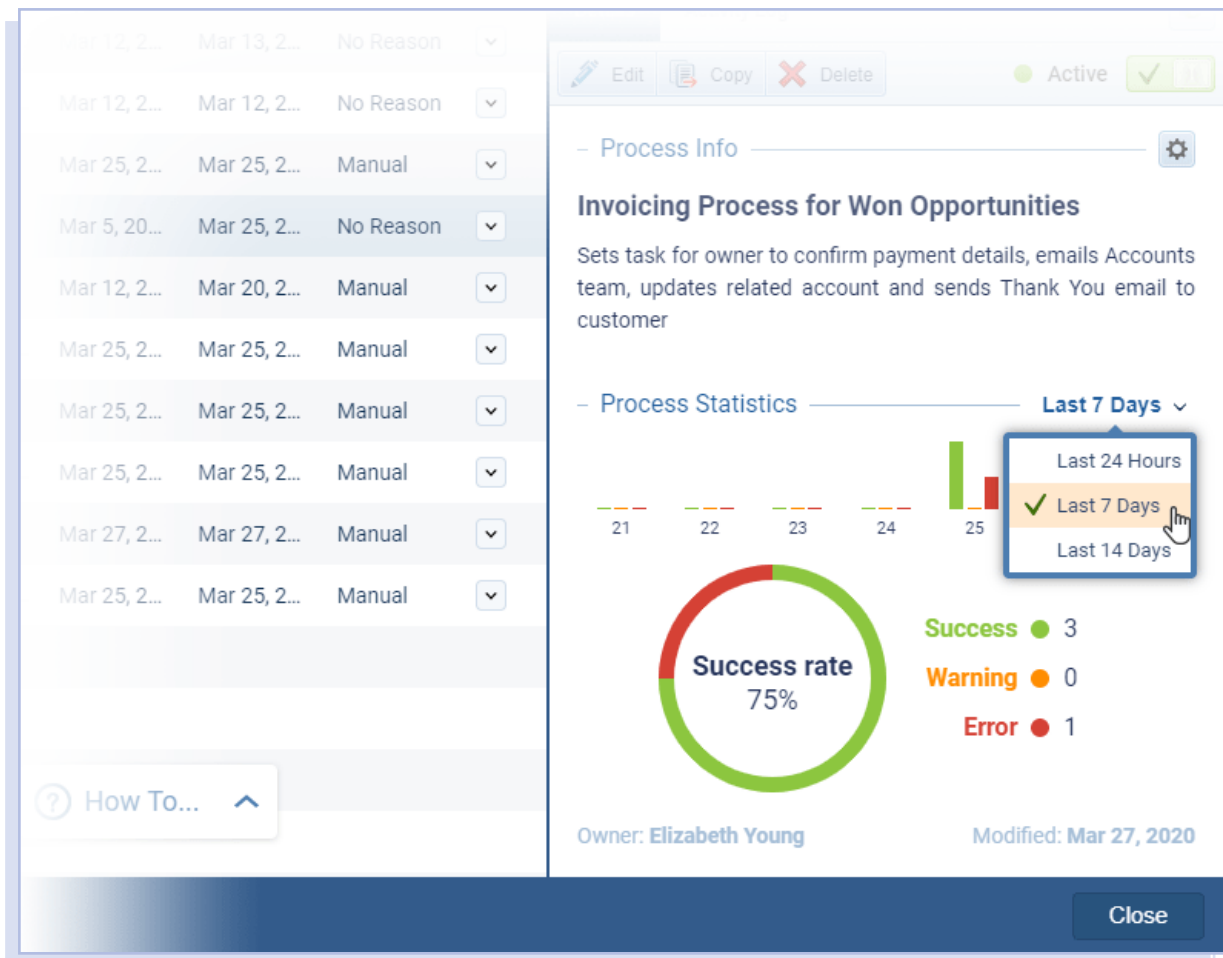 Mar 12, 2... Mar 13, 2... No Reason
Mar 12, 2... Mar 12, 2... No Reason
Mar 25, 2... Mar 25, 2... Manual
Mar 5, 20... Mar 25, 2... No Reason
Mar 12, 2... Mar 20, 2... Manual
Mar 25, 2... Mar 25, 2... Manual
Mar 25, 2... Mar 25, 2... Manual
Mar 25, 2... Mar 25, 2... Manual
Mar 27, 2... Mar 27, 2... Manual
Mar 25, 2... Mar 25, 2... Manual
? How To...
Edit Copy Delete Active
Process Info
Invoicing Process for Won Opportunities
Sets task for owner to confirm payment details, emails Accounts
team, updates related account and sends Thank You email to
customer
Process Statistics Last 7 Days
Last 24 Hours
Last 7 Days
Last 14 Days
21 22 23 24 25
Success rate
75%
Success 3
Warning 0
Error 1
Owner: Elizabeth Young Modified: Mar 27, 2020
Close